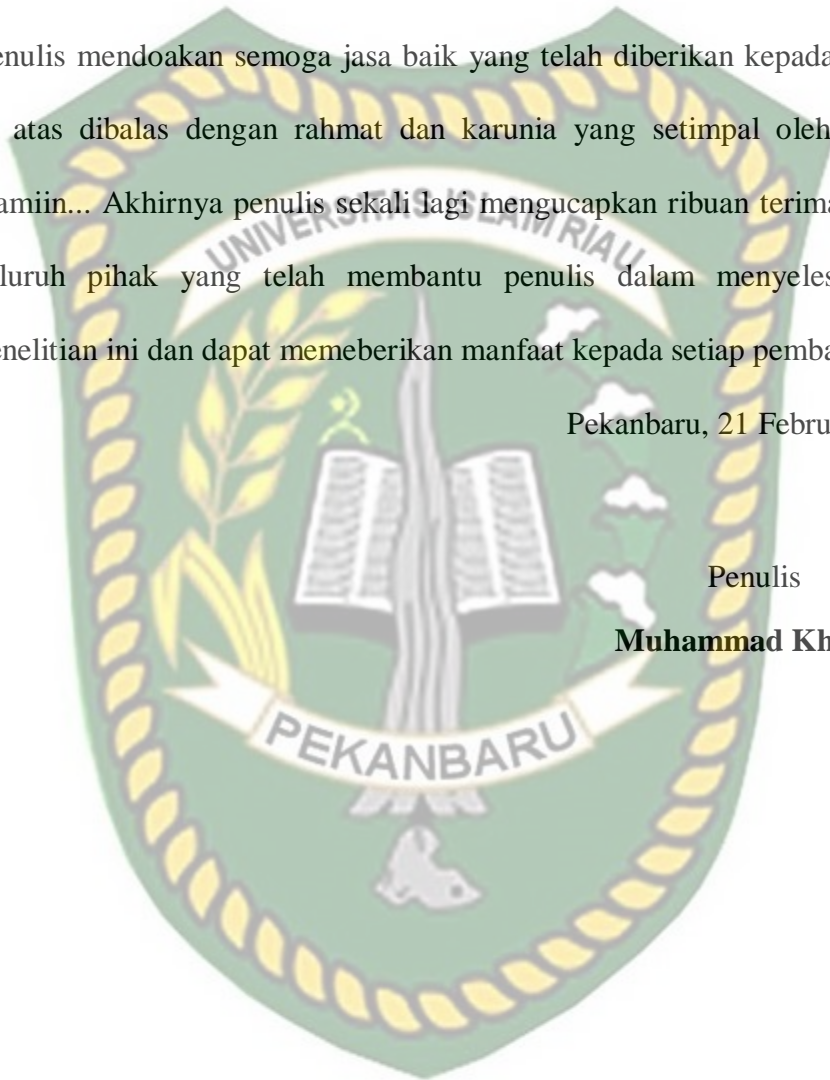 enulis mendoakan semoga jasa baik yang telah diberikan kepada
atas dibalas dengan rahmat dan karunia yang setimpal oleh
amiin... Akhirnya penulis sekali lagi mengucapkan ribuan terima
luruh pihak yang telah membantu penulis dalam menyeles
enelitian ini dan dapat memeberikan manfaat kepada setiap pemba
Pekanbaru, 21 Febru
Penulis
Muhammad Kh
UNIVERSITAS ISLAM RIAU
PEKANBARU